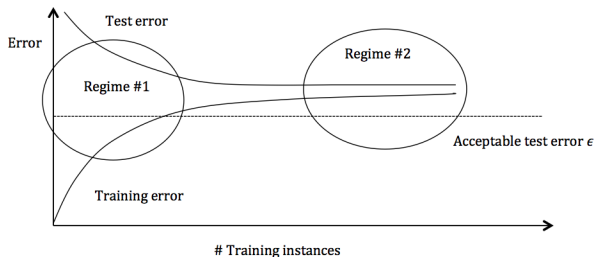 Test error
Error
Regime #2
Regime #1
Acceptable test error ϵ
Training error
# Training instances